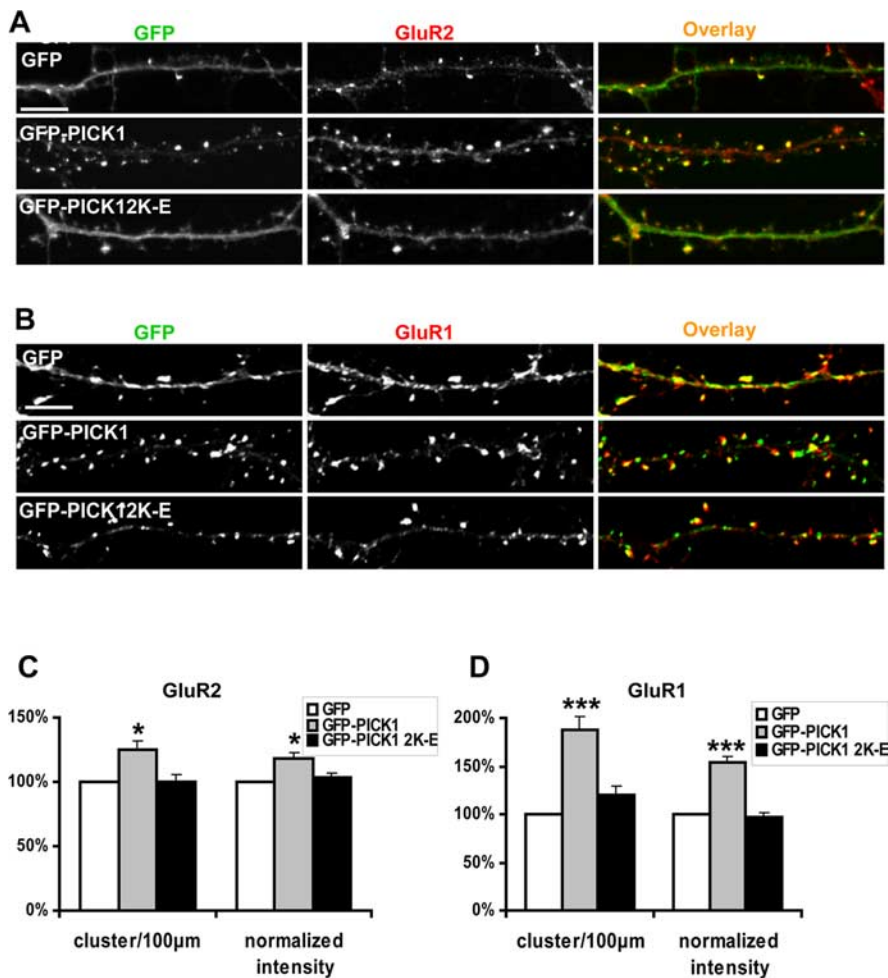 A
GFP
GluR2
Overlay
GFP
GFP-PICK1
GFP-PICK12K-E
B
GFP
GluR1
Overlay
GFP
GFP-PICK1
GFP-PICK12K-E
C
GluR2
GFP
GFP-PICK1
GFP-PICK1 2K-E
150%
100%
50%
0%
*
*
cluster/100µm
normalized
intensity
D
GluR1
GFP
GFP-PICK1
GFP-PICK1 2K-E
200%
150%
100%
50%
0%
***
***
cluster/100µm
normalized
intensity